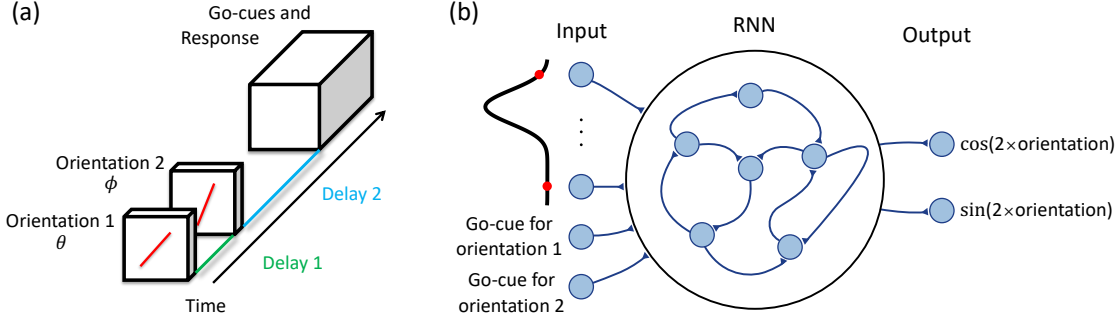 (a)
Go-cues and
Response
Orientation 2
ϕ
Orientation 1
θ
Delay 2
Delay 1
Time
(b)
Input
RNN
Output
Go-cue for
orientation 1
Go-cue for
orientation 2
cos(2×orientation)
sin(2×orientation)